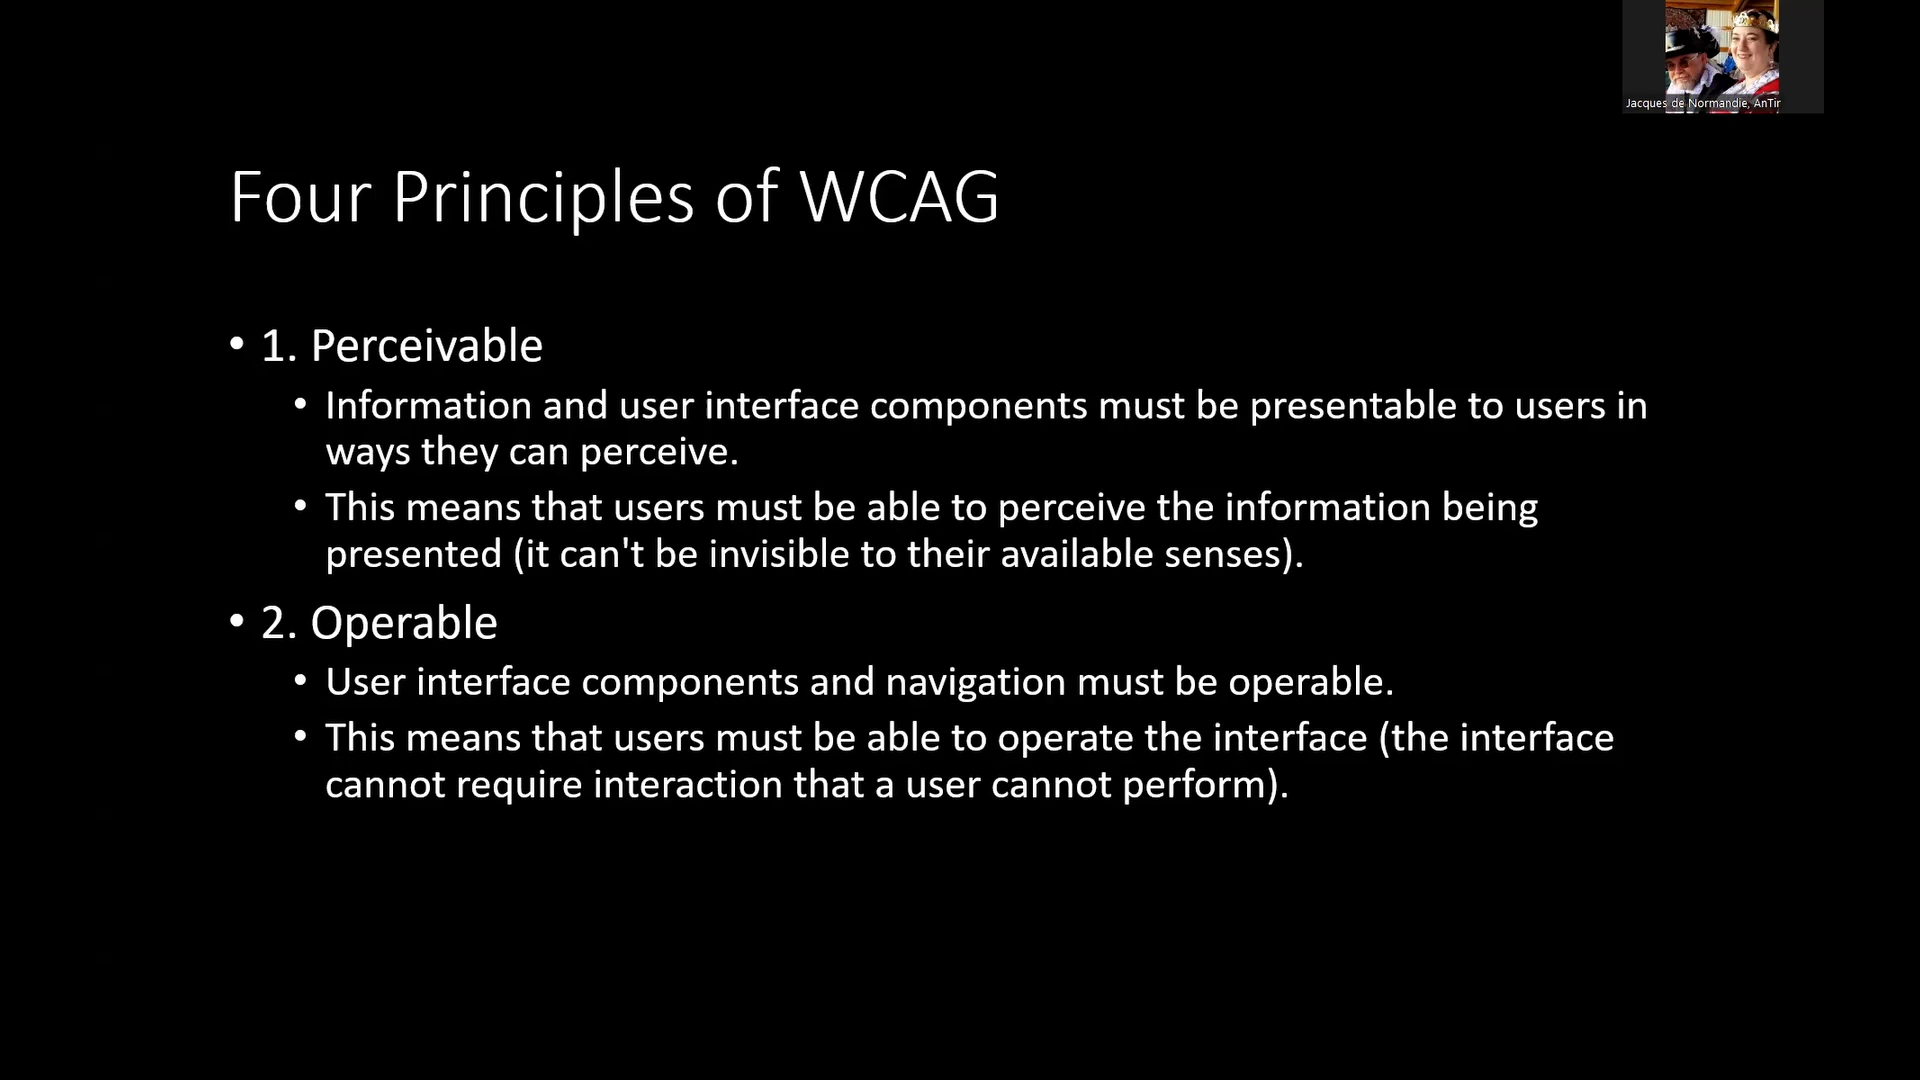 Jacques de Normandie, AnTir
Four Principles of WCAG
• 1. Perceivable
• Information and user interface components must be presentable to users in
ways they can perceive.
• This means that users must be able to perceive the information being
presented (it can't be invisible to their available senses).
• 2. Operable
• User interface components and navigation must be operable.
• This means that users must be able to operate the interface (the interface
cannot require interaction that a user cannot perform).